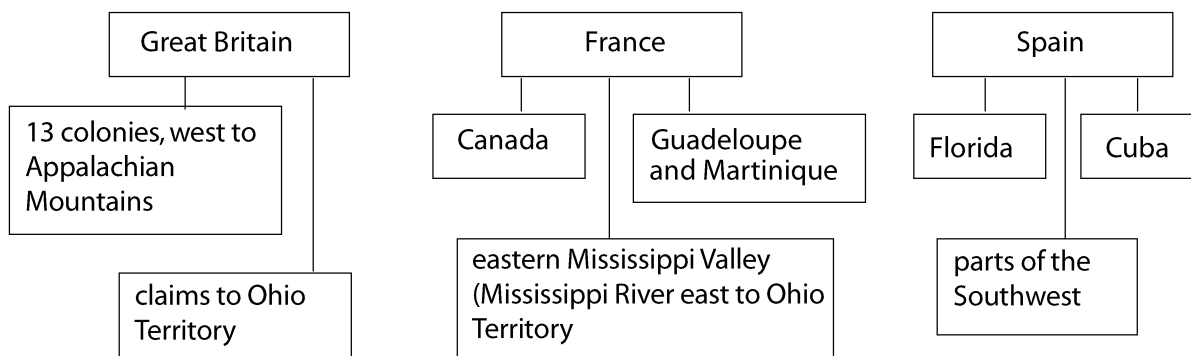 Great Britain
13 colonies, west to
Appalachian
Mountains
claims to Ohio
Territory
France
Canada
Guadeloupe
and Martinique
eastern Mississippi Valley
(Mississippi River east to Ohio
Territory
Spain
Florida
Cuba
parts of the
Southwest